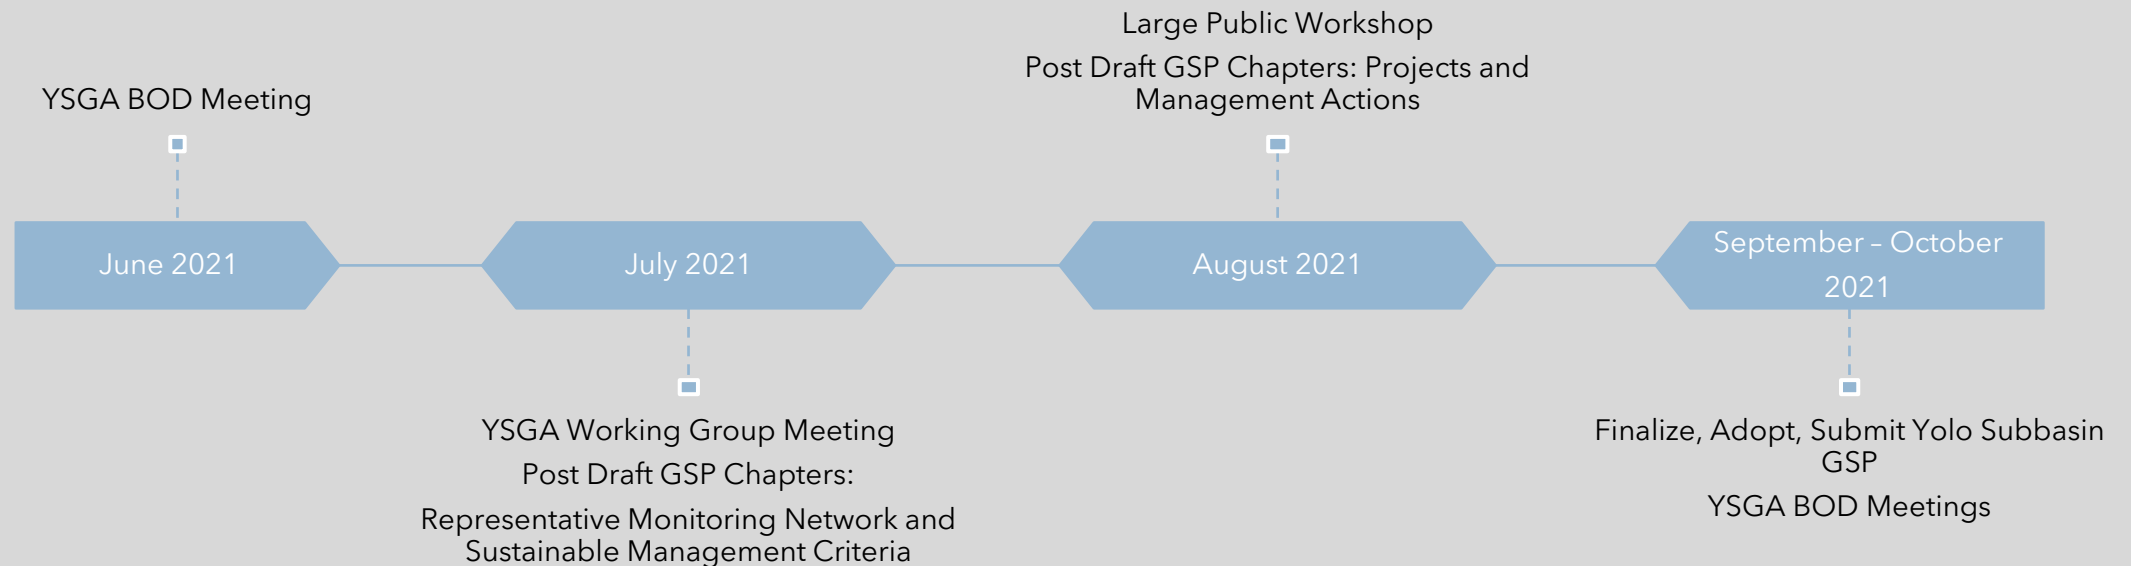 YSGA BOD Meeting
June 2021
July 2021
YSGA Working Group Meeting
Post Draft GSP Chapters:
Representative Monitoring Network and
Sustainable Management Criteria
Large Public Workshop
Post Draft GSP Chapters: Projects and
Management Actions
August 2021
September – October
2021
Finalize, Adopt, Submit Yolo Subbasin
GSP
YSGA BOD Meetings